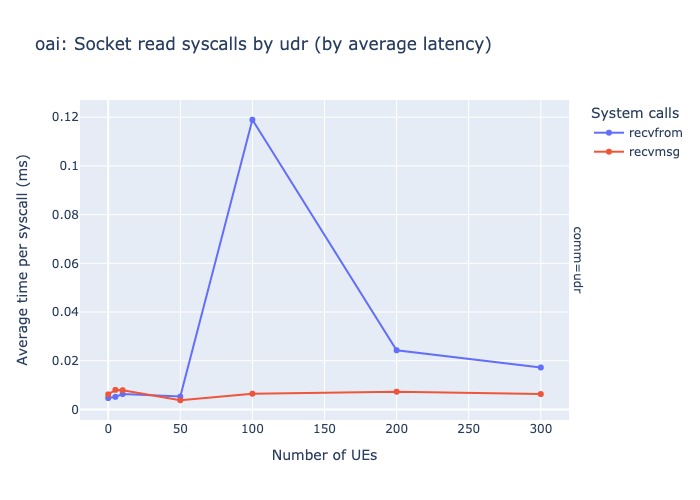 oai: Socket read syscalls by udr (by average latency)
System calls
recvfrom
recvmsg
Average time per syscall (ms)
0.12
0.1
0.08
0.06
0.04
0.02
0
comm=udr
0 50 100 150 200 250 300
Number of UEs